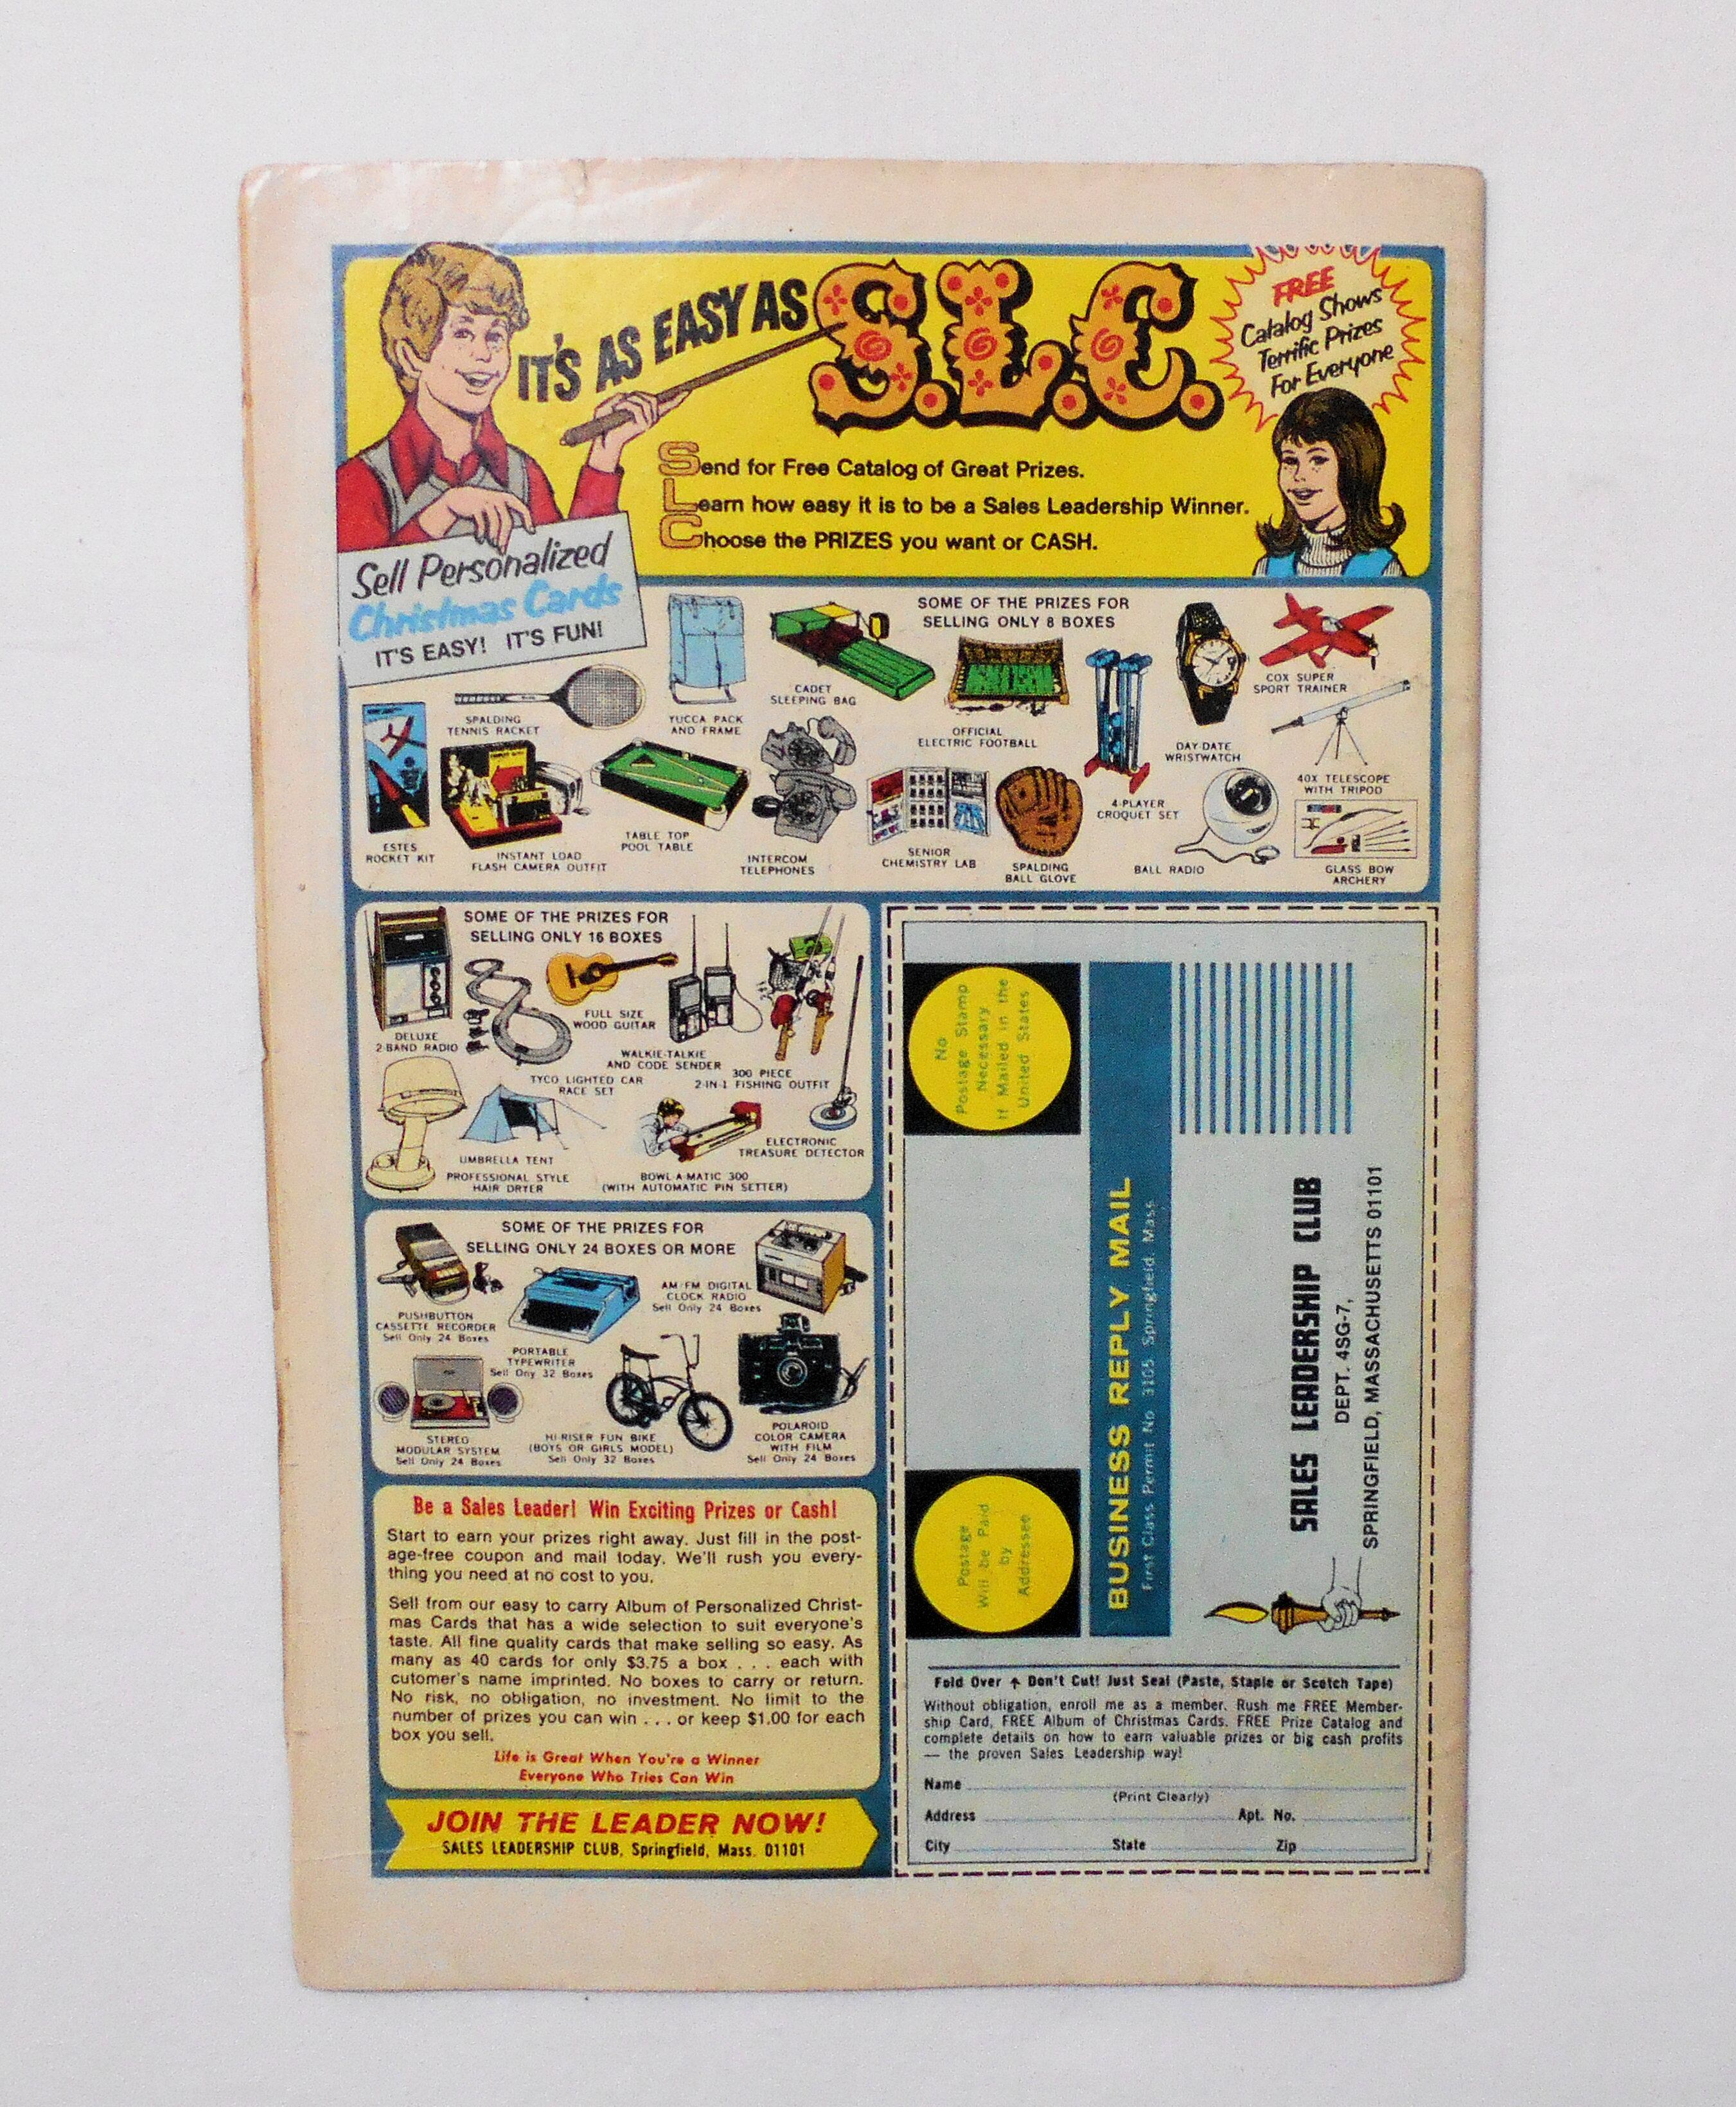 IT'S AS EASY AS S.L.C.
FREE
Catalog Shows
Terrific Prizes
For Everyone
Send for Free Catalog of Great Prizes.
Learn how easy it is to be a Sales Leadership Winner.
Choose the PRIZES you want or CASH.
Sell Personalized
Christmas Cards
IT'S EASY! IT'S FUN!
SOME OF THE PRIZES FOR
SELLING ONLY 8 BOXES
SPALDING
TENNIS RACKET
YUCCA PACK
AND FRAME
CADET
SLEEPING BAG
OFFICIAL
ELECTRIC FOOTBALL
DAY-DATE
WRISTWATCH
COX SUPER
SPORT TRAINER
40X TELESCOPE
WITH TRIPOD
ESTES
ROCKET KIT
INSTANT LOAD
FLASH CAMERA OUTFIT
TABLE TOP
POOL TABLE
INTERCOM
TELEPHONES
SENIOR
CHEMISTRY LAB
SPALDING
BALL GLOVE
4-PLAYER
CROQUET SET
BALL RADIO
GLASS BOW
ARCHERY
SOME OF THE PRIZES FOR
SELLING ONLY 16 BOXES
DELUXE
2-BAND RADIO
FULL SIZE
WOOD GUITAR
WALKIE-TALKIE
AND CODE SENDER
TYCO LIGHTED CAR
RACE SET
300 PIECE
2-IN-1 FISHING OUTFIT
UMBRELLA TENT
PROFESSIONAL STYLE
HAIR DRYER
BOWL-A-MATIC 300
(WITH AUTOMATIC PIN SETTER)
ELECTRONIC
TREASURE DETECTOR
SOME OF THE PRIZES FOR
SELLING ONLY 24 BOXES OR MORE
PUSHBUTTON
CASSETTE RECORDER
Sell Only 24 Boxes
PORTABLE
TYPEWRITER
Sell Ony 32 Boxes
AM/FM DIGITAL
CLOCK RADIO
Sell Only 24 Boxes
STEREO
MODULAR SYSTEM
Sell Only 24 Boxes
HI-RISER FUN BIKE
(BOYS OR GIRLS MODEL)
Sell Only 32 Boxes
POLAROID
COLOR CAMERA
WITH FILM
Sell Only 24 Boxes
Be a Sales Leader! Win Exciting Prizes or Cash!
Start to earn your prizes right away. Just fill in the post-
age-free coupon and mail today. We'll rush you every-
thing you need at no cost to you.
Sell from our easy to carry Album of Personalized Christ-
mas Cards that has a wide selection to suit everyone's
taste. All fine quality cards that make selling so easy. As
many as 40 cards for only $3.75 a box . . . each with
cutomer's name imprinted. No boxes to carry or return.
No risk, no obligation, no investment. No limit to the
number of prizes you can win . . . or keep $1.00 for each
box you sell.
Life is Great When You're a Winner
Everyone Who Tries Can Win
JOIN THE LEADER NOW!
SALES LEADERSHIP CLUB, Springfield, Mass. 01101
No
Postage Stamp
Necessary
If Mailed in the
United States
Postage
Will be Paid
by
Addressee
BUSINESS REPLY MAIL
First Class Permit No 3105 Springfield, Mass
SALES LEADERSHIP CLUB
DEPT. 4SG-7,
SPRINGFIELD, MASSACHUSETTS 01101
Fold Over ↑ Don't Cut! Just Seal (Paste, Staple or Scotch Tape)
Without obligation, enroll me as a member. Rush me FREE Member-
ship Card, FREE Album of Christmas Cards. FREE Prize Catalog and
complete details on how to earn valuable prizes or big cash profits
— the proven Sales Leadership way!
Name
(Print Clearly)
Address Apt. No.
City State Zip